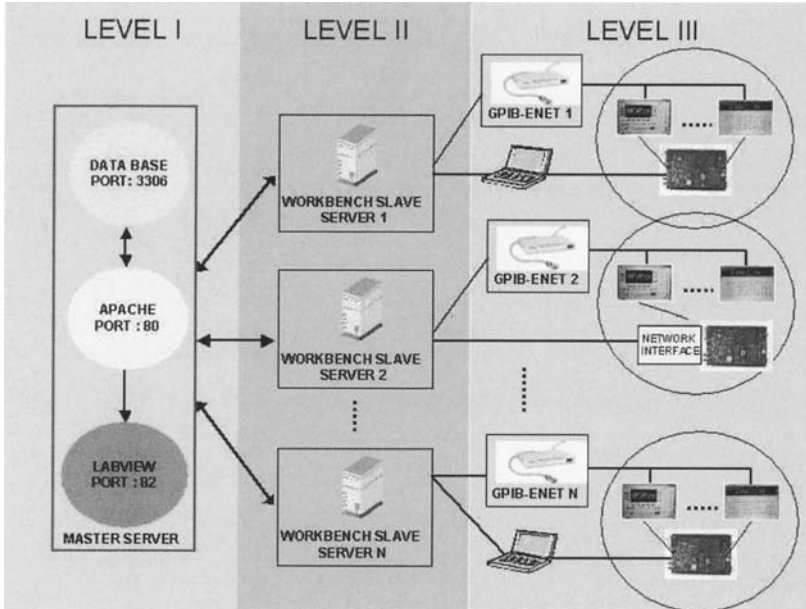 LEVEL I
LEVEL II
LEVEL III
DATA BASE
PORT: 3306
APACHE
PORT : 80
LABVIEW
PORT : 82
MASTER SERVER
WORKBENCH SLAVE
SERVER 1
WORKBENCH SLAVE
SERVER 2
WORKBENCH SLAVE
SERVER N
GPIB-ENET 1
GPIB-ENET 2
NETWORK
INTERFACE
GPIB-ENET N